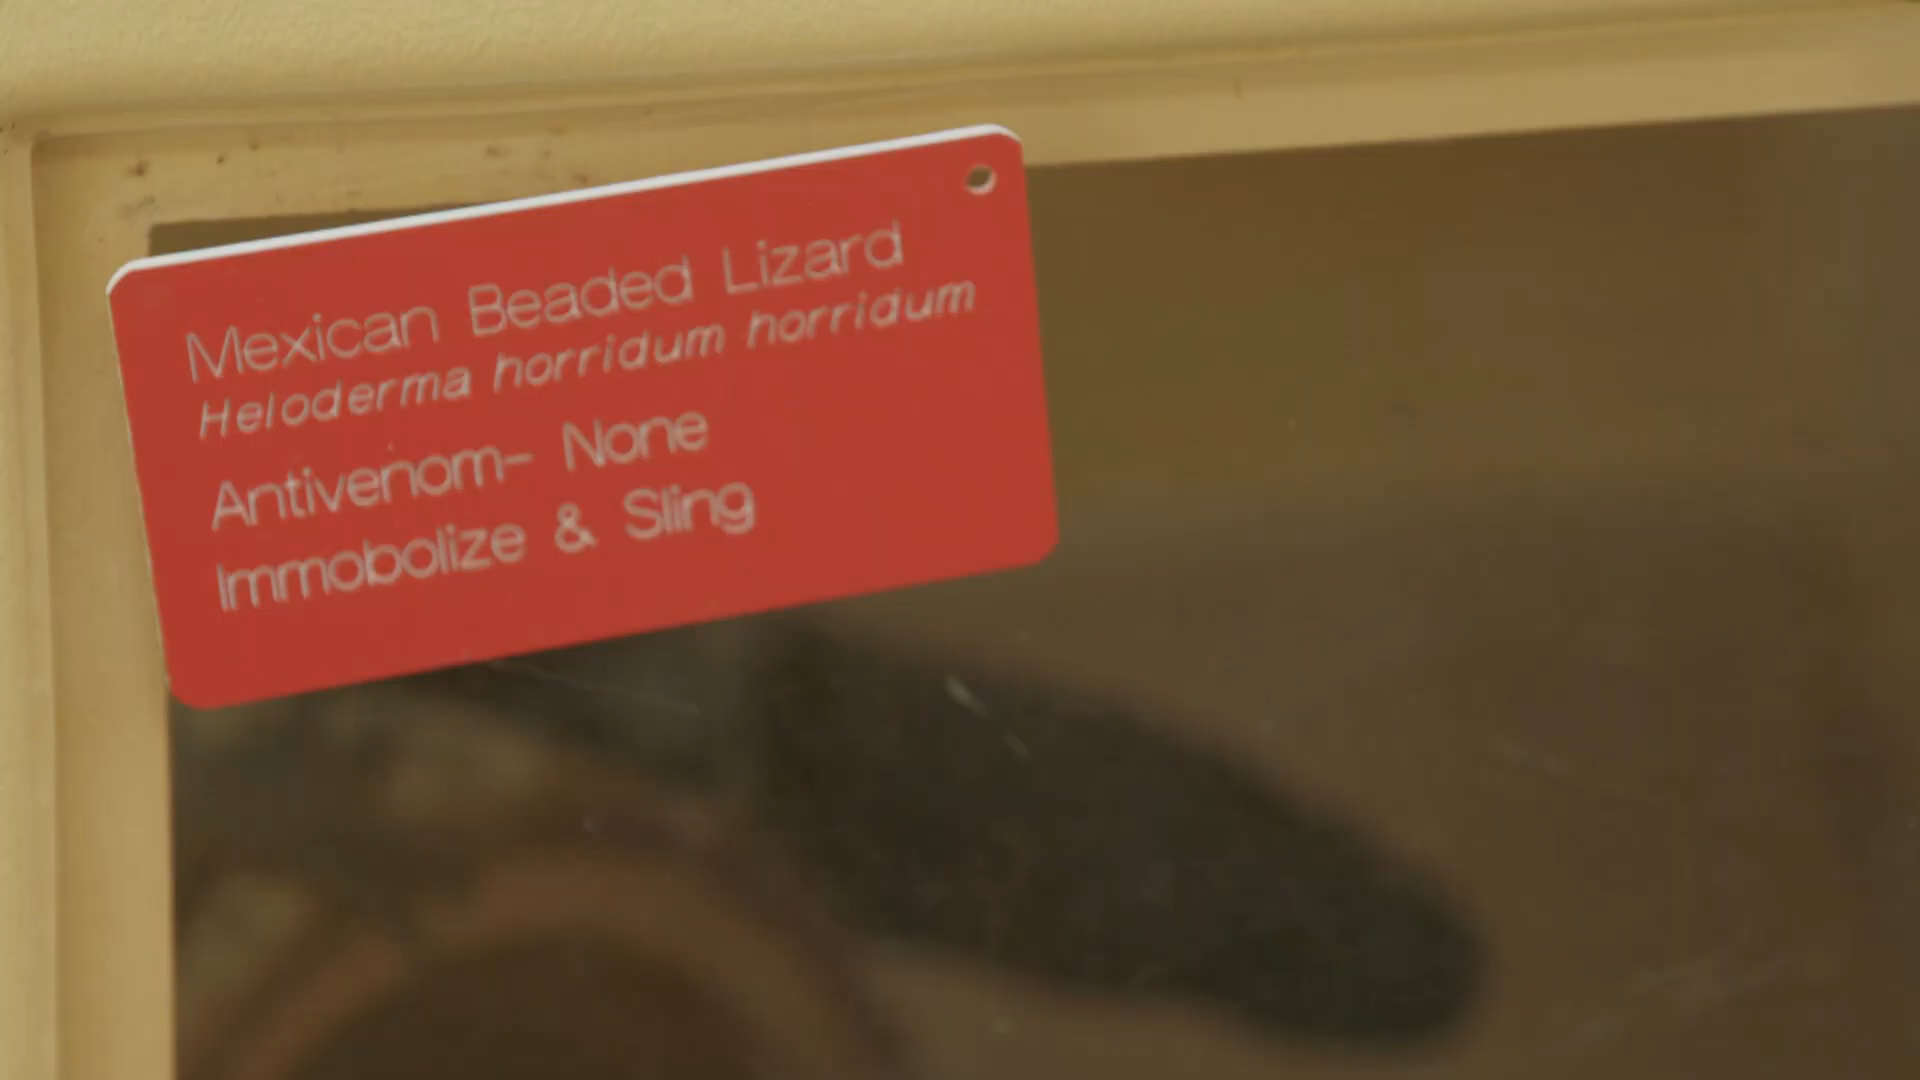 Mexican Beaded Lizard
Heloderma horridum horridum
Antivenom- None
Immobolize & Sling